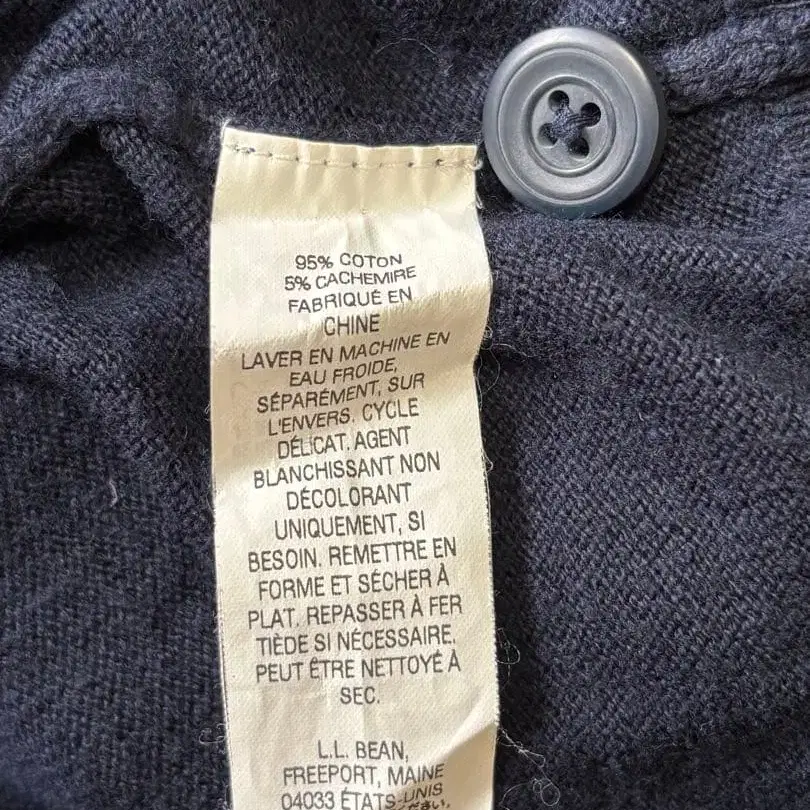 95% COTON
5% CACHEMIRE
FABRIQUÉ EN
CHINE
LAVER EN MACHINE EN
EAU FROIDE,
SÉPARÉMENT, SUR
L'ENVERS. CYCLE
DÉLICAT. AGENT
BLANCHISSANT NON
DÉCOLORANT
UNIQUEMENT, SI
BESOIN. REMETTRE EN
FORME ET SÉCHER À
PLAT. REPASSER À FER
TIÈDE SI NÉCESSAIRE.
PEUT ÊTRE NETTOYÉ À
SEC.
L.L. BEAN,
FREEPORT, MAINE
04033 ÉTATS-UNIS